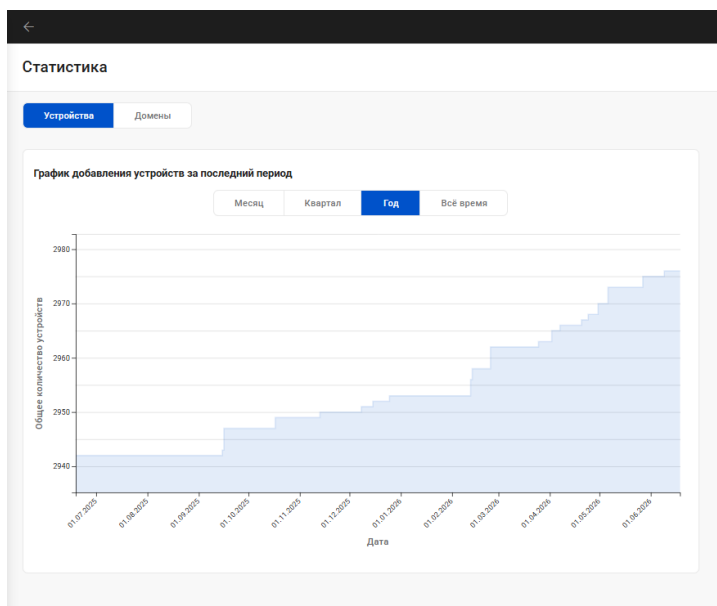 Статистика
Устройства Домены
График добавления устройств за последний период
Месяц Квартал Год Всё время
Общее количество устройств
2980
2970
2960
2950
2940
01.07.2025 01.08.2025 01.09.2025 01.10.2025 01.11.2025 01.12.2025 01.01.2026 01.02.2026 01.03.2026 01.04.2026 01.05.2026 01.06.2026
Дата